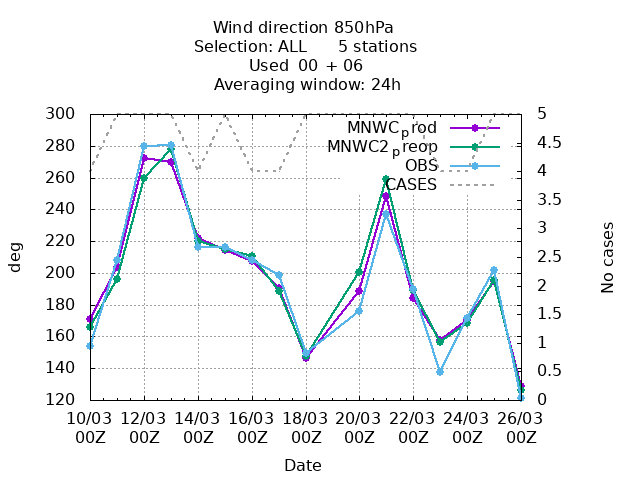 Wind direction 850hPa
Selection: ALL 5 stations
Used 00 + 06
Averaging window: 24h
300
280
260
240
220
200
180
160
140
120
deg
5
4.5
4
3.5
3
2.5
2
1.5
1
0.5
0
No cases
MNWC_prod
MNWC2_preop
OBS
CASES
10/03 12/03 14/03 16/03 18/03 20/03 22/03 24/03 26/03
00Z 00Z 00Z 00Z 00Z 00Z 00Z 00Z 00Z
Date